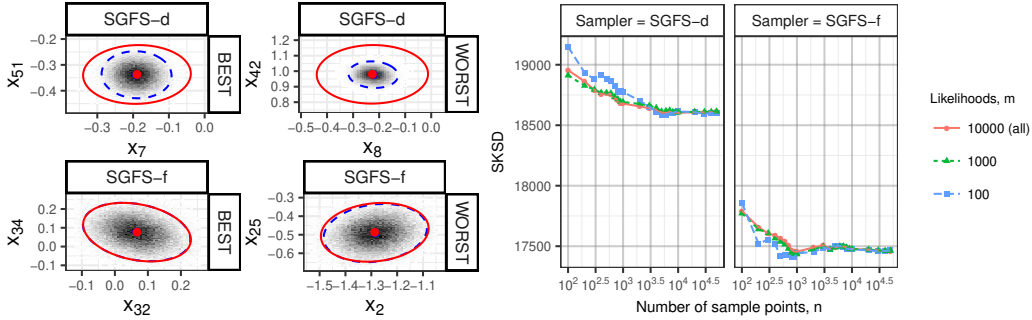 SGFS−d
SGFS−d
x51
−0.2
−0.3
−0.4
BEST
−0.3
−0.2
−0.1
0.0
x7
x42
1.2
1.1
1.0
0.9
0.8
WORST
−0.5−0.4−0.3−0.2−0.1 0.0
x8
SGFS−f
SGFS−f
x34
0.2
0.1
0.0
−0.1
BEST
−0.1 0.0 0.1 0.2
x32
x25
−0.3
−0.4
−0.5
−0.6
WORST
−1.5−1.4−1.3−1.2−1.1
x2
Sampler = SGFS−d
Sampler = SGFS−f
SKSD
19000
18500
18000
17500
10^2 10^2.5 10^3 10^3.5 10^4 10^4.5
10^2 10^2.5 10^3 10^3.5 10^4 10^4.5
Number of sample points, n
Likelihoods, m
10000 (all)
1000
100